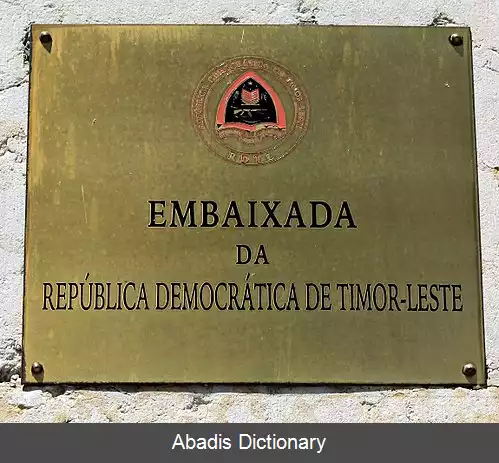 EMBAIXADA
DA
REPÚBLICA DEMOCRÁTICA DE TIMOR-LESTE
Abadis Dictionary